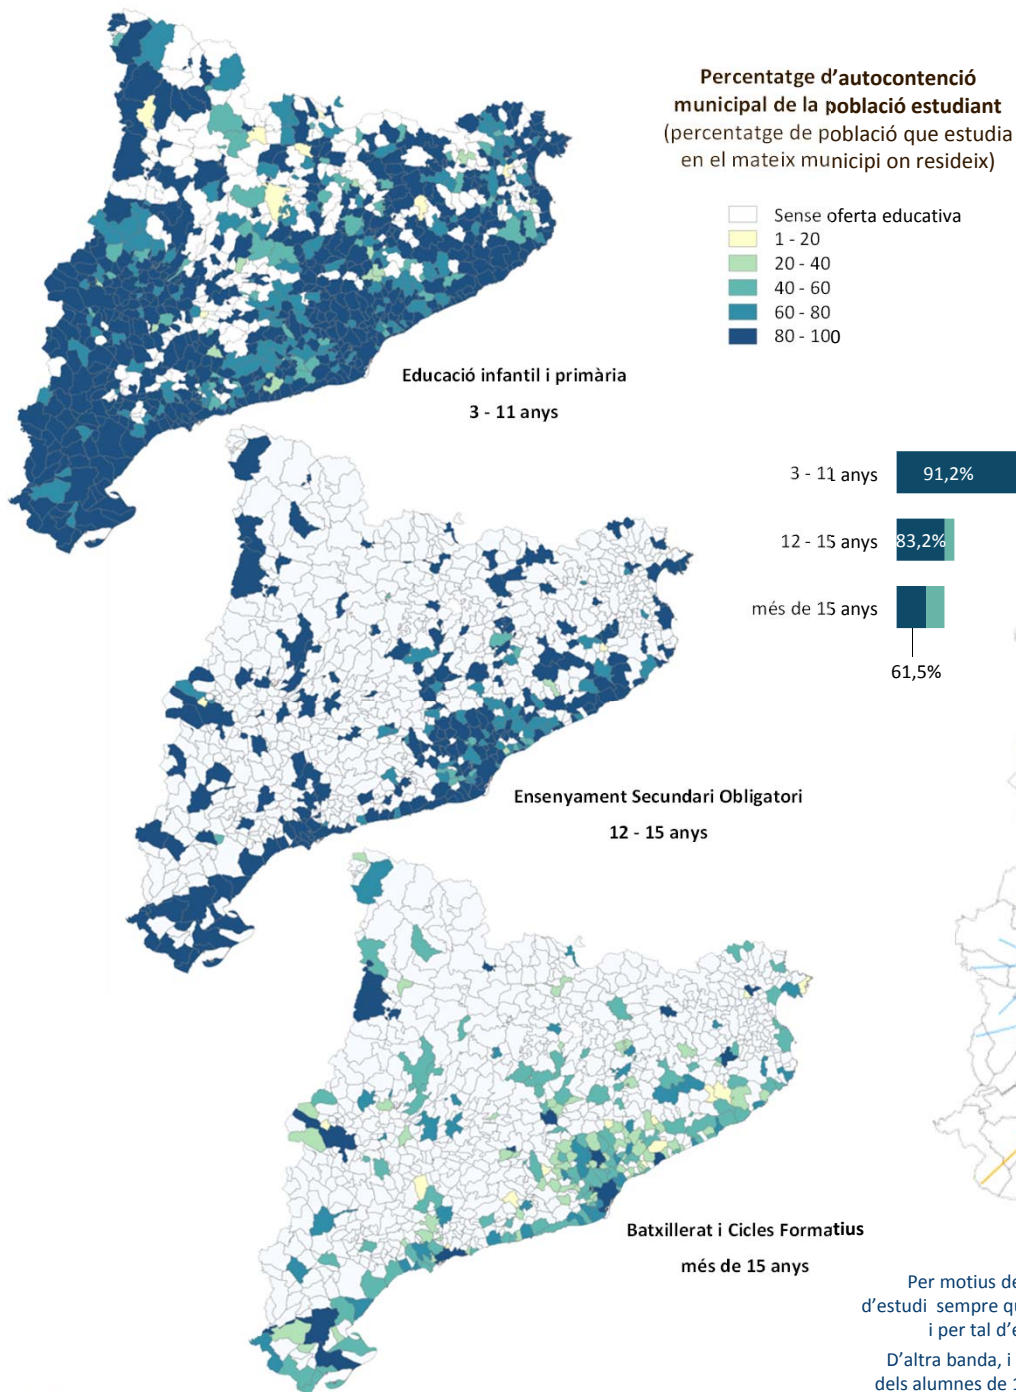 Percentatge d'autocontenció
municipal de la població estudiant
(percentatge de població que estudia
en el mateix municipi on resideix)
Sense oferta educativa
1 - 20
20 - 40
40 - 60
60 - 80
80 - 100
Educació infantil i primària
3 - 11 anys
3 - 11 anys
91,2%
12 - 15 anys
83,2%
més de 15 anys
61,5%
Ensenyament Secundari Obligatori
12 - 15 anys
Batxillerat i Cicles Formatius
més de 15 anys
Per motius de
d'estudi sempre qu
i per tal d'e
D'altra banda, i
dels alumnes de 1